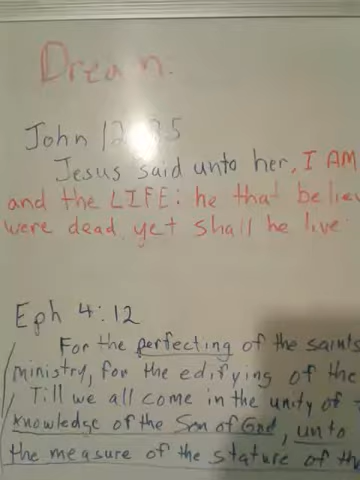 Dream.
John 12 35
Jesus said unto her, I AM
and the LIFE: he that believ
were dead, yet shall he live
Eph 4:12
For the perfecting of the saints
ministry, for the edifying of the
Till we all come in the unity of
knowledge of the Son of God, unto
the measure of the stature of th